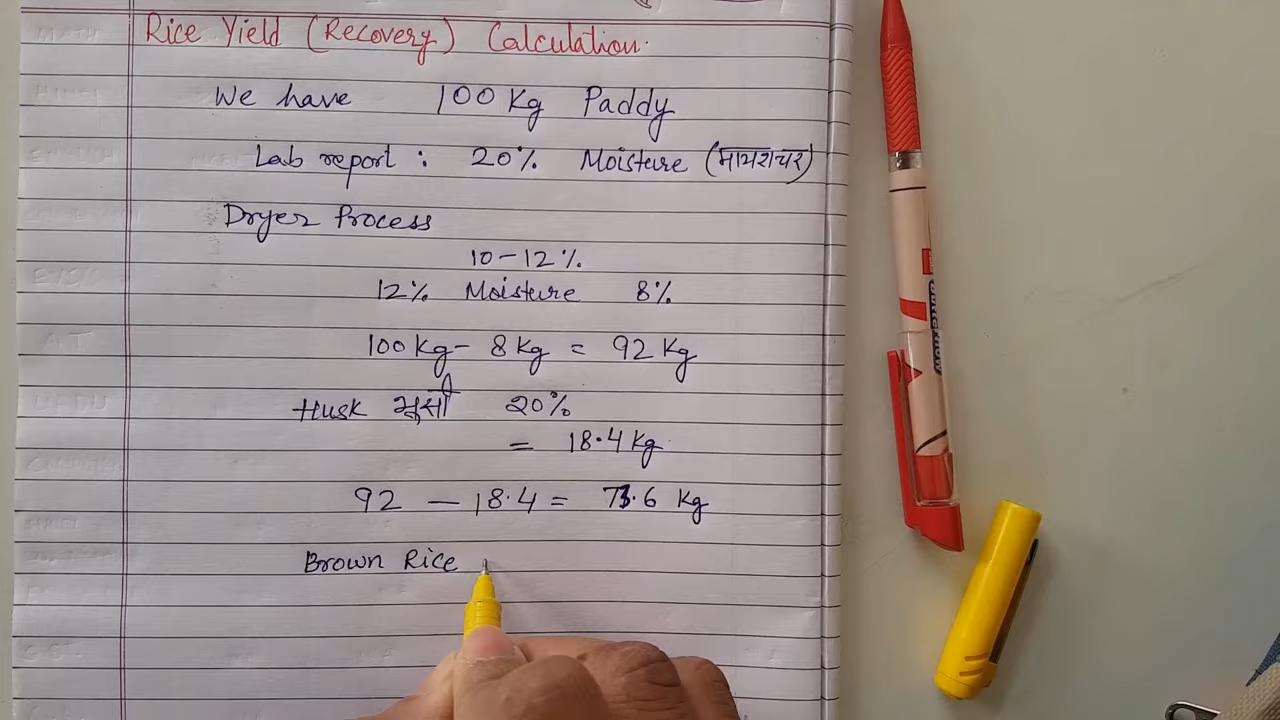 Rice Yield (Recovery) Calculation.
We have 100 Kg Paddy
Lab report : 20% Moisture (मायशचर)
Dryer Process
10-12%
12% Moisture 8%
100 Kg - 8 Kg = 92 Kg
Husk भूसी 20%
= 18.4 Kg
92 - 18.4 = 73.6 Kg
Brown Rice